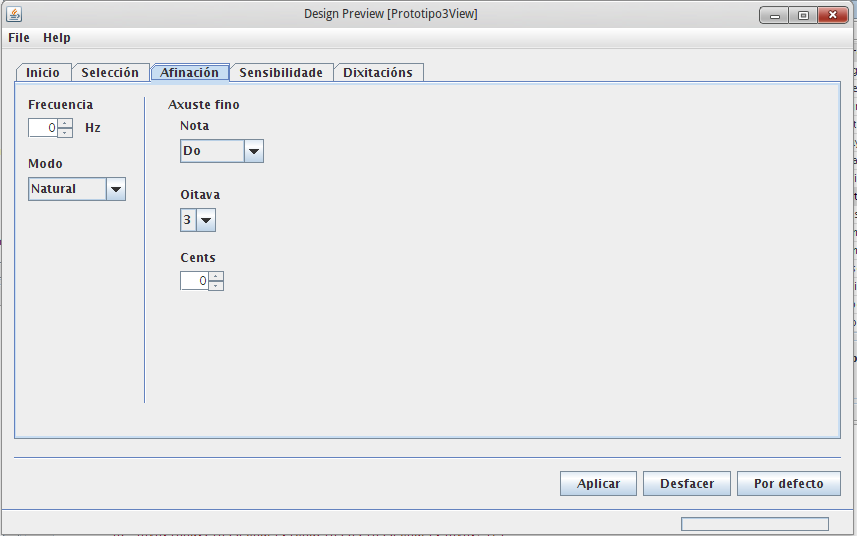 Design Preview [Prototipo3View]
File Help
Inicio Selección Afinación Sensibilidade Dixitacións
Frecuencia
0 Hz
Modo
Natural
Axuste fino
Nota
Do
Oitava
3
Cents
0
Aplicar Desfacer Por defecto